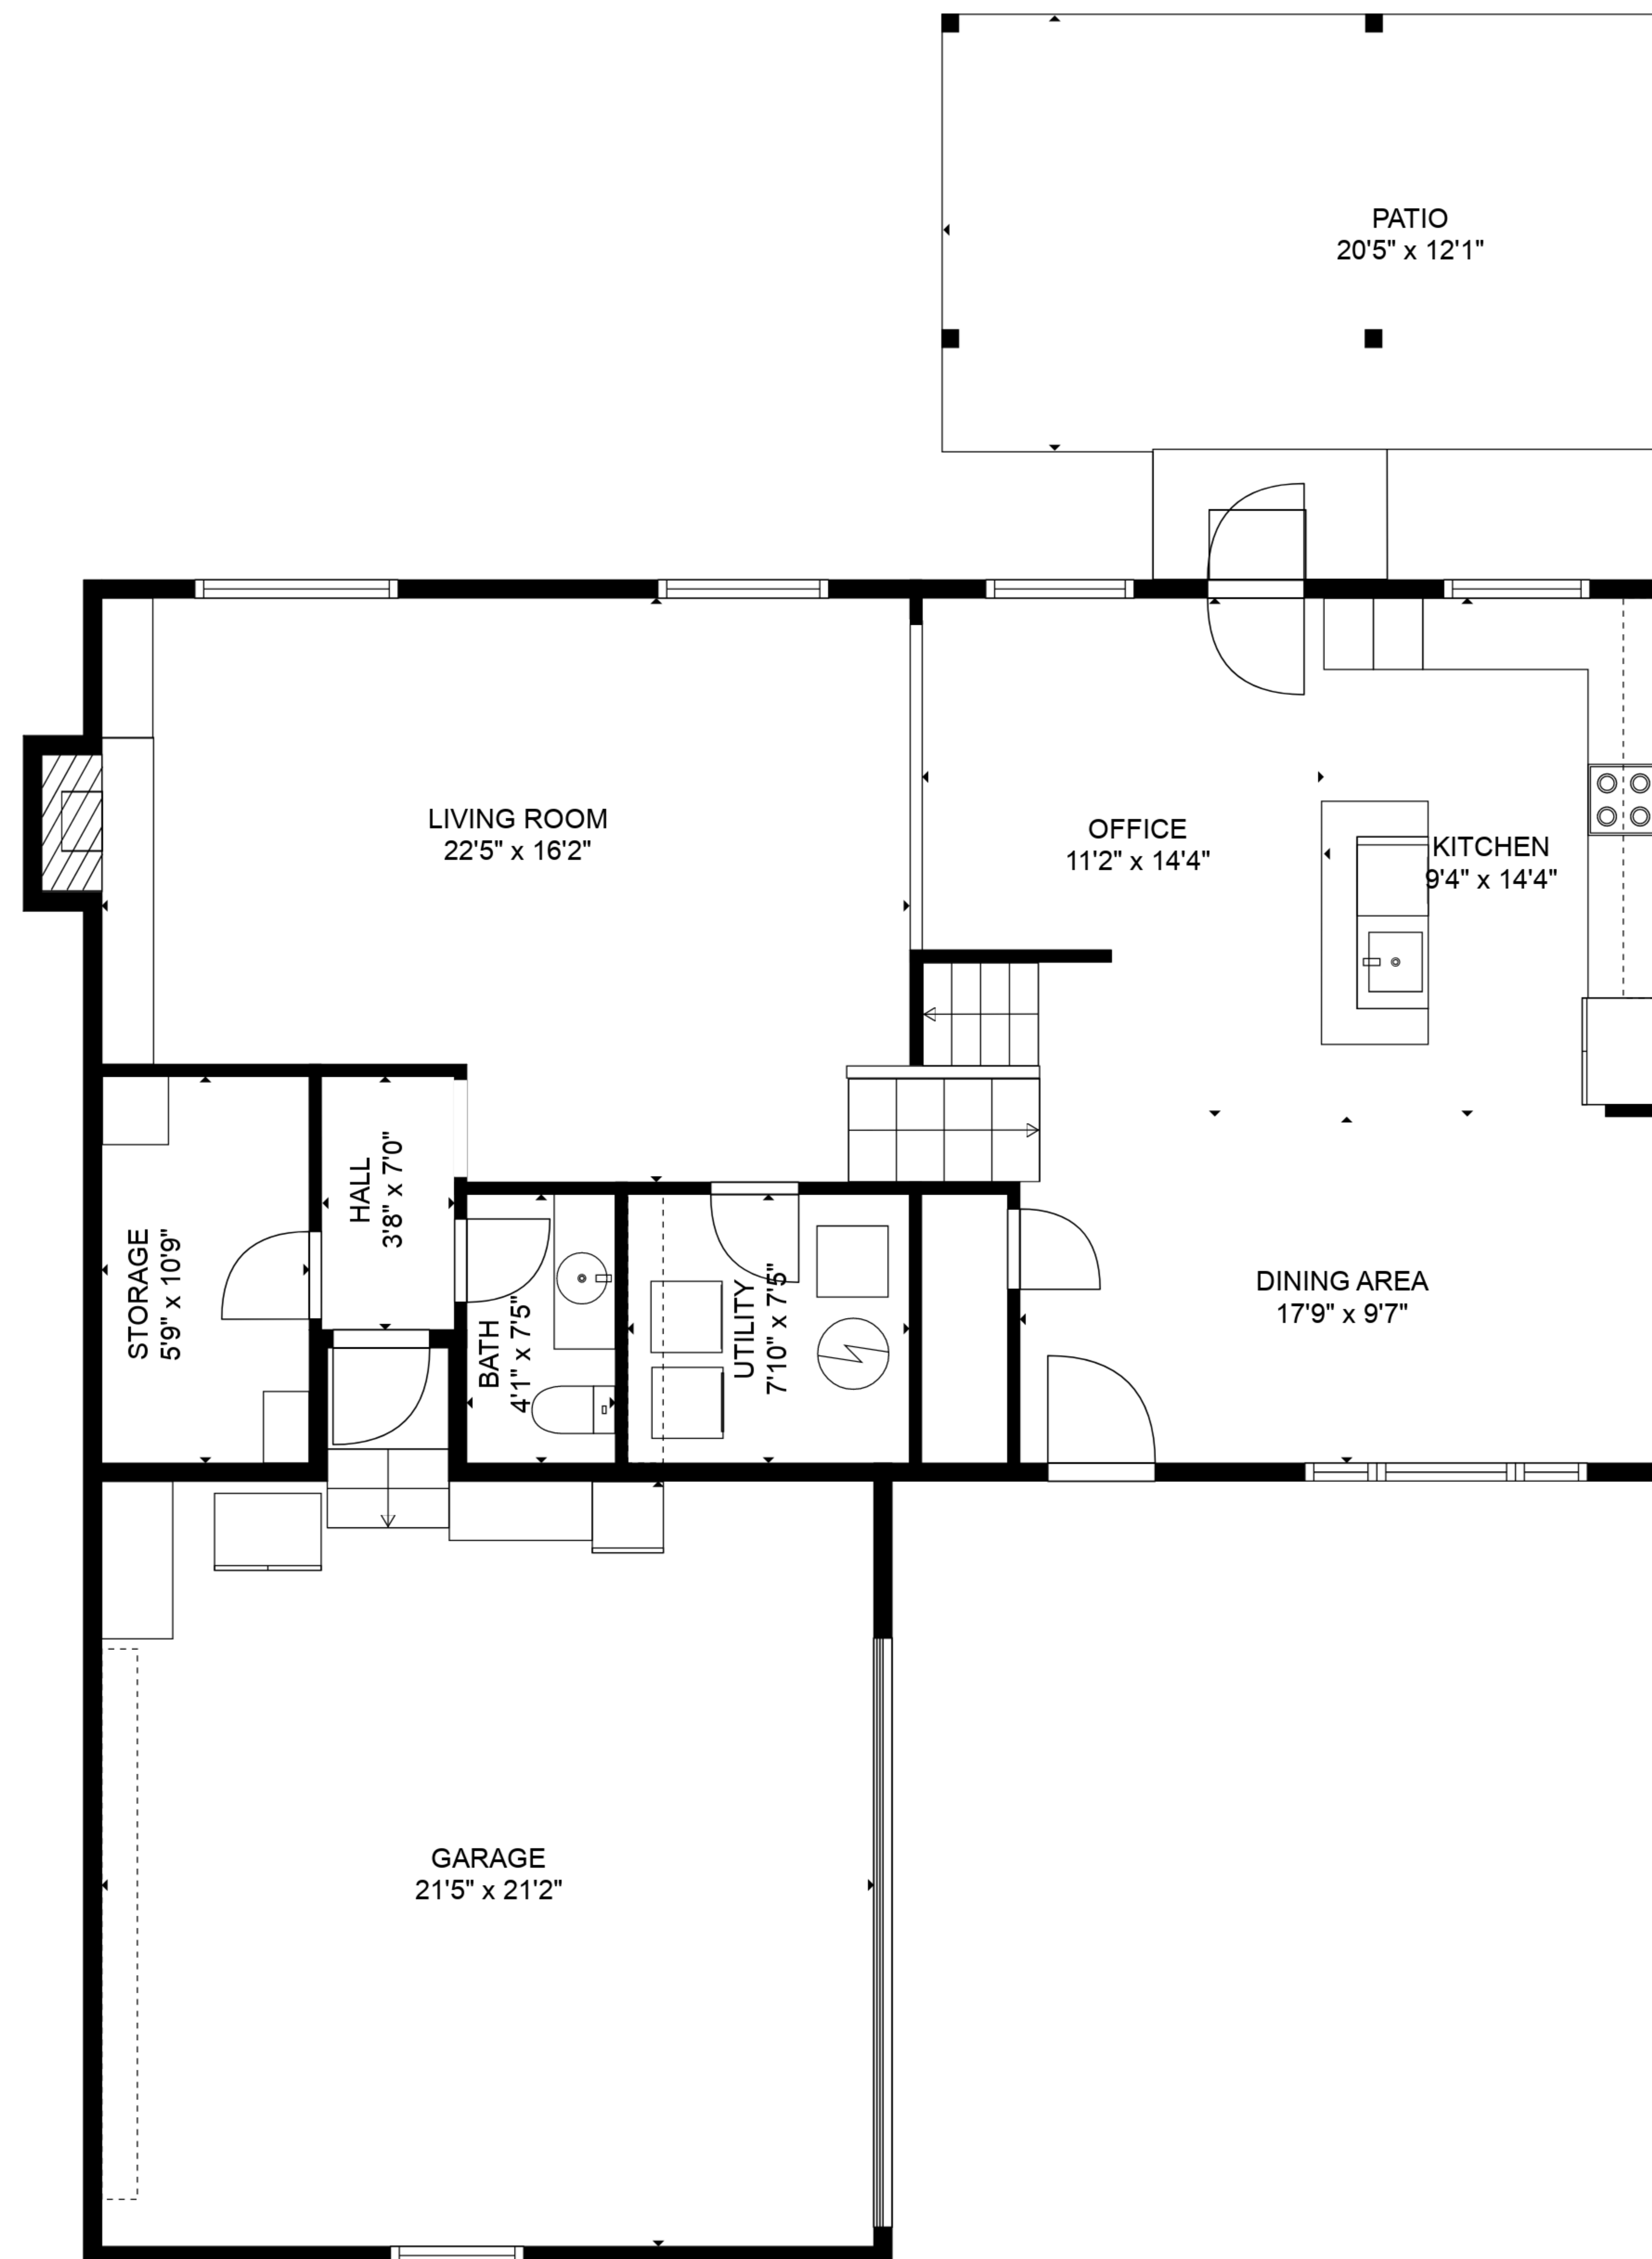 PATIO
20'5" x 12'1"
LIVING ROOM
22'5" x 16'2"
OFFICE
11'2" x 14'4"
KITCHEN
9'4" x 14'4"
HALL
3'8" x 7'0"
STORAGE
5'9" x 10'9"
BATH
4'1" x 7'5"
UTILITY
7'10" x 7'5"
DINING AREA
17'9" x 9'7"
GARAGE
21'5" x 21'2"